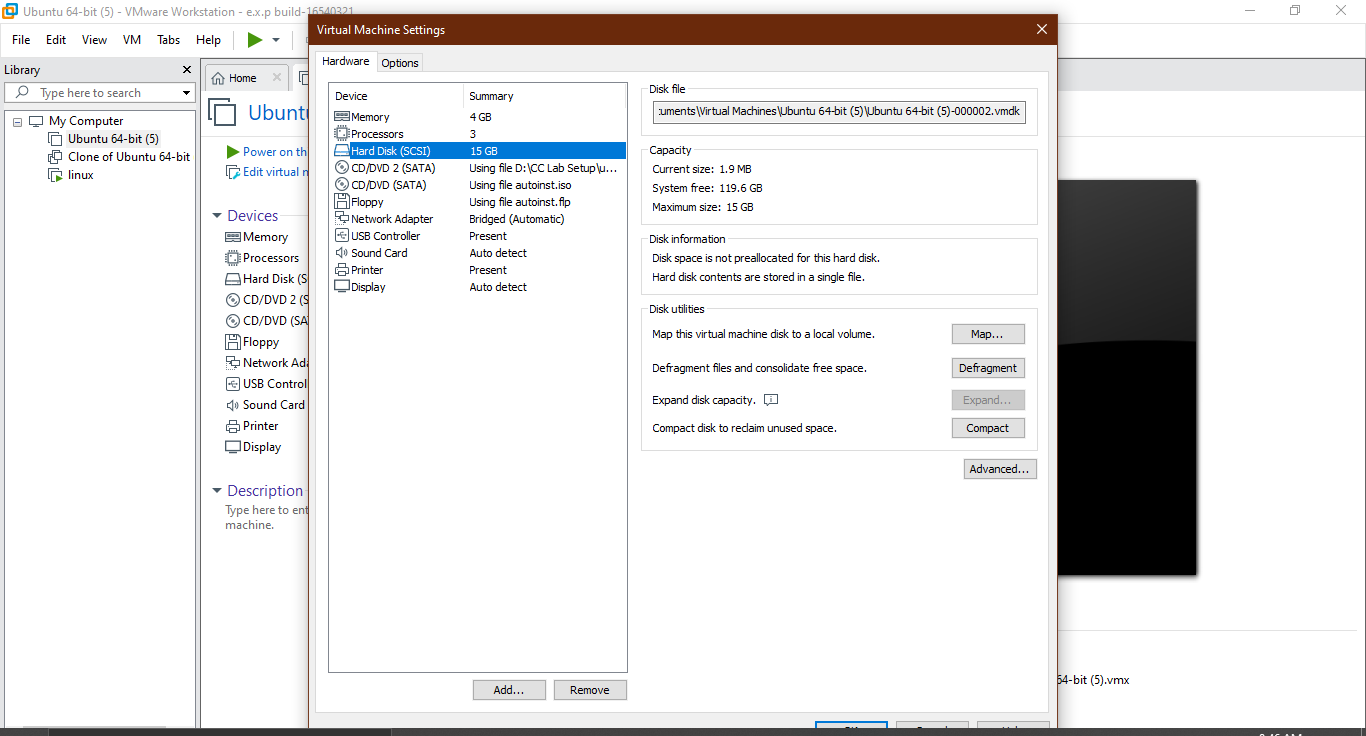 Ubuntu 64-bit (5) - VMware Workstation - e.x.p build-16540321
File Edit View VM Tabs Help
Library
Type here to search
My Computer
Ubuntu 64-bit (5)
Clone of Ubuntu 64-bit
linux
Home
Ubuntu
Power on th
Edit virtual m
Devices
Memory
Processors
Hard Disk (S
CD/DVD 2 (S
CD/DVD (SA
Floppy
Network Ada
USB Control
Sound Card
Printer
Display
Description
Type here to ent
machine.
Virtual Machine Settings
Hardware Options
Device Summary
Memory 4 GB
Processors 3
Hard Disk (SCSI) 15 GB
CD/DVD 2 (SATA) Using file D:\CC Lab Setup\u...
CD/DVD (SATA) Using file autoinst.iso
Floppy Using file autoinst.flp
Network Adapter Bridged (Automatic)
USB Controller Present
Sound Card Auto detect
Printer Present
Display Auto detect
Add... Remove
Disk file
uments\Virtual Machines\Ubuntu 64-bit (5)\Ubuntu 64-bit (5)-000002.vmdk
Capacity
Current size: 1.9 MB
System free: 119.6 GB
Maximum size: 15 GB
Disk information
Disk space is not preallocated for this hard disk.
Hard disk contents are stored in a single file.
Disk utilities
Map this virtual machine disk to a local volume. Map...
Defragment files and consolidate free space. Defragment
Expand disk capacity. Expand...
Compact disk to reclaim unused space. Compact
Advanced...
64-bit (5).vmx